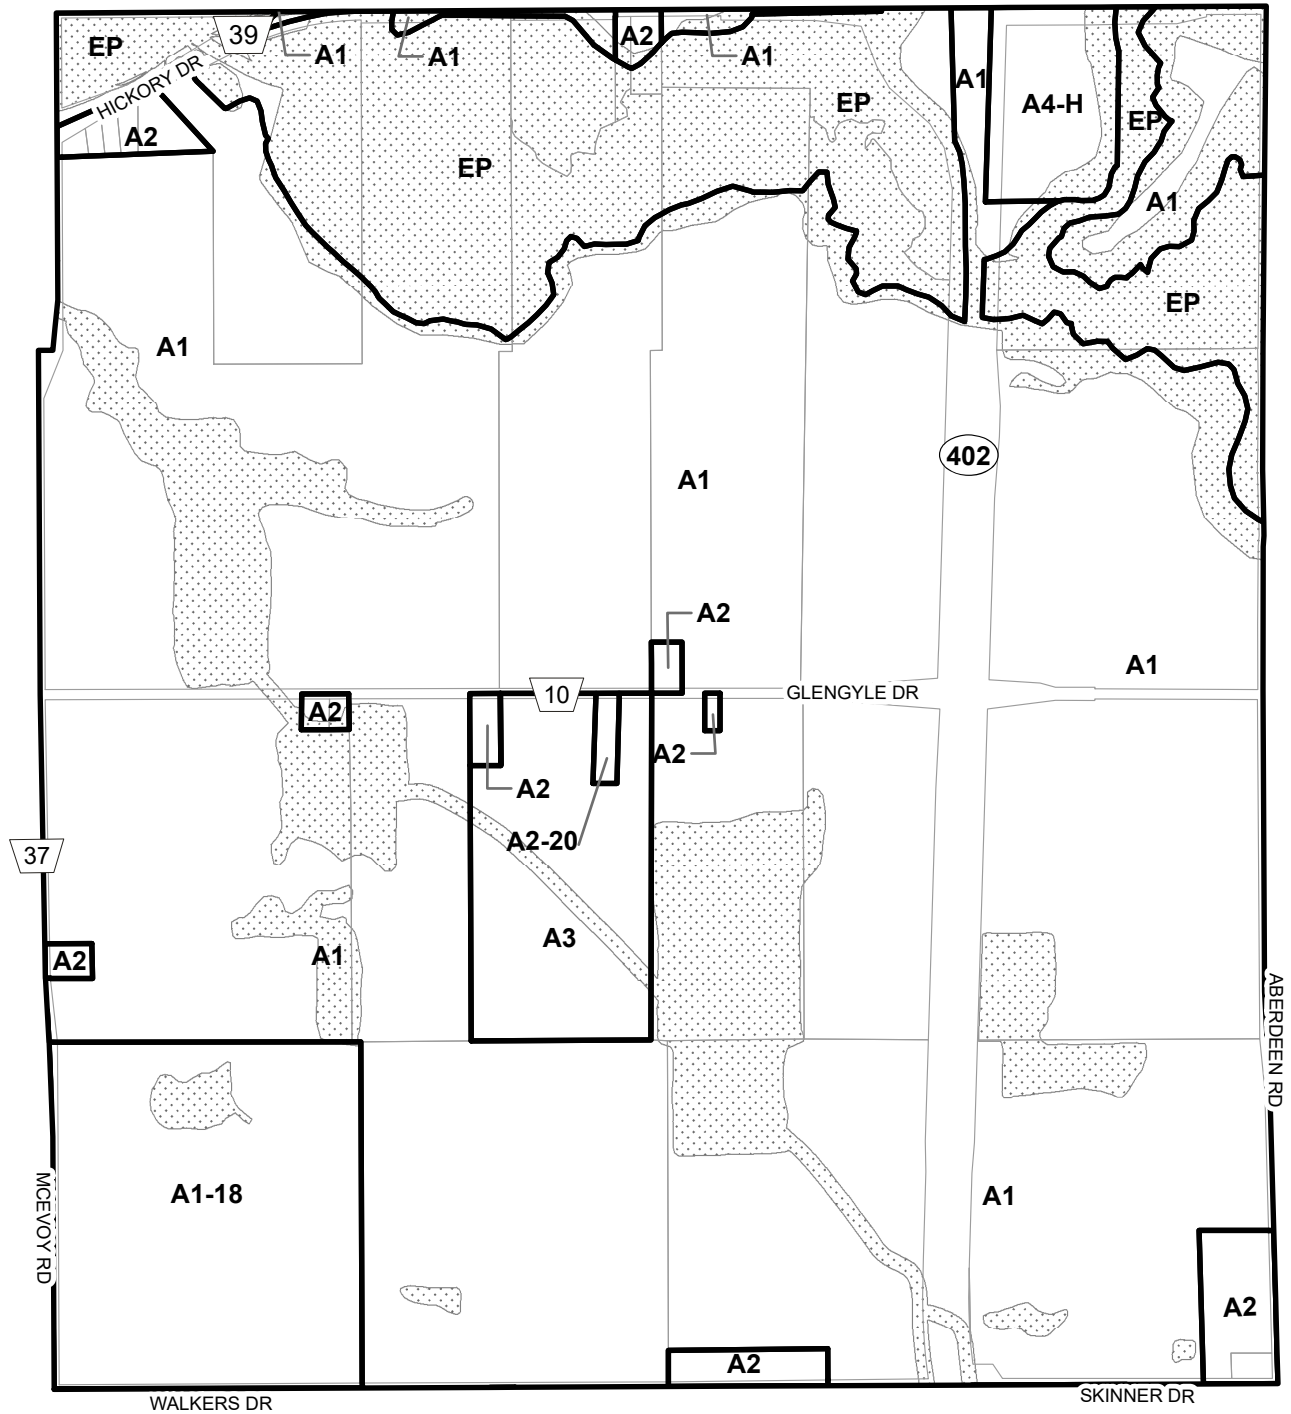 39
EP
A1
A1
A2
A1
HICKORY DR
A2
EP
EP
A1
A4-H
EP
A1
EP
A1
402
A1
A2
A1
10
GLENGYLE DR
A2
A2
A2
A2-20
37
A3
A2
A1
ABERDEEN RD
MCEVOY RD
A1-18
A1
A2
A2
WALKERS DR
SKINNER DR